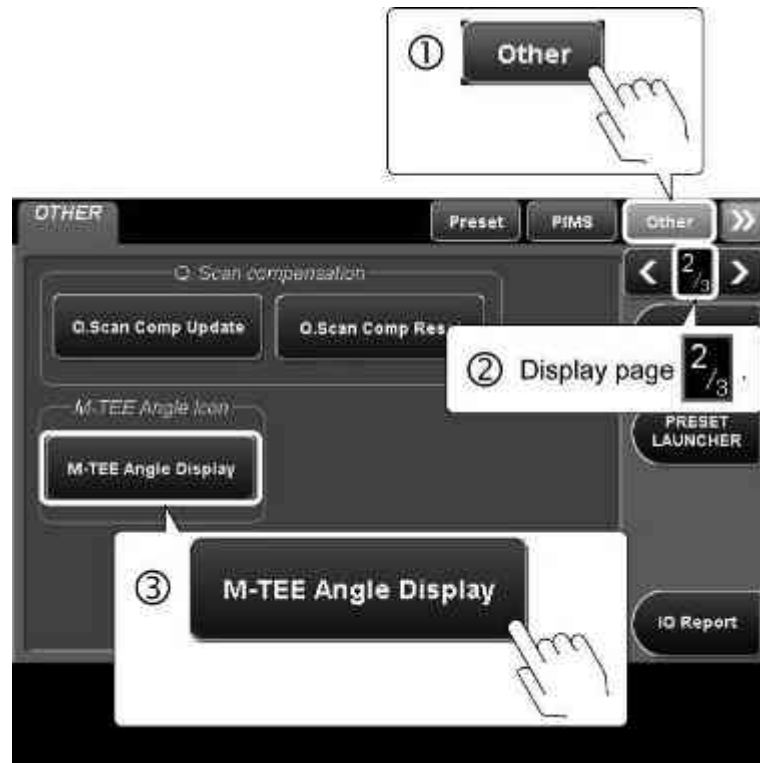 ① Other
OTHER
Preset
PIMS
Other
»
Q. Scan compensation
< 2/3 >
Q.Scan Comp Update
Q.Scan Comp Res
② Display page 2/3 .
M-TEE Angle Icon
PRESET
LAUNCHER
M-TEE Angle Display
③ M-TEE Angle Display
iQ Report